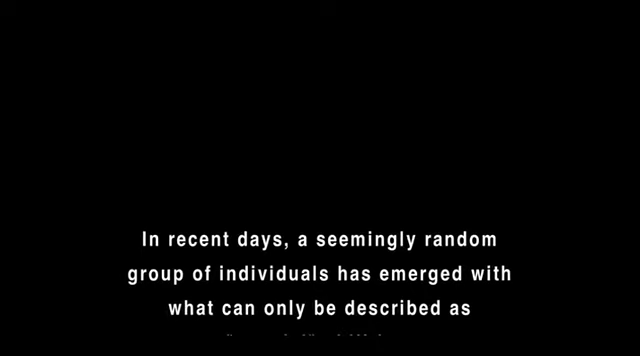 In recent days, a seemingly random
group of individuals has emerged with
what can only be described as